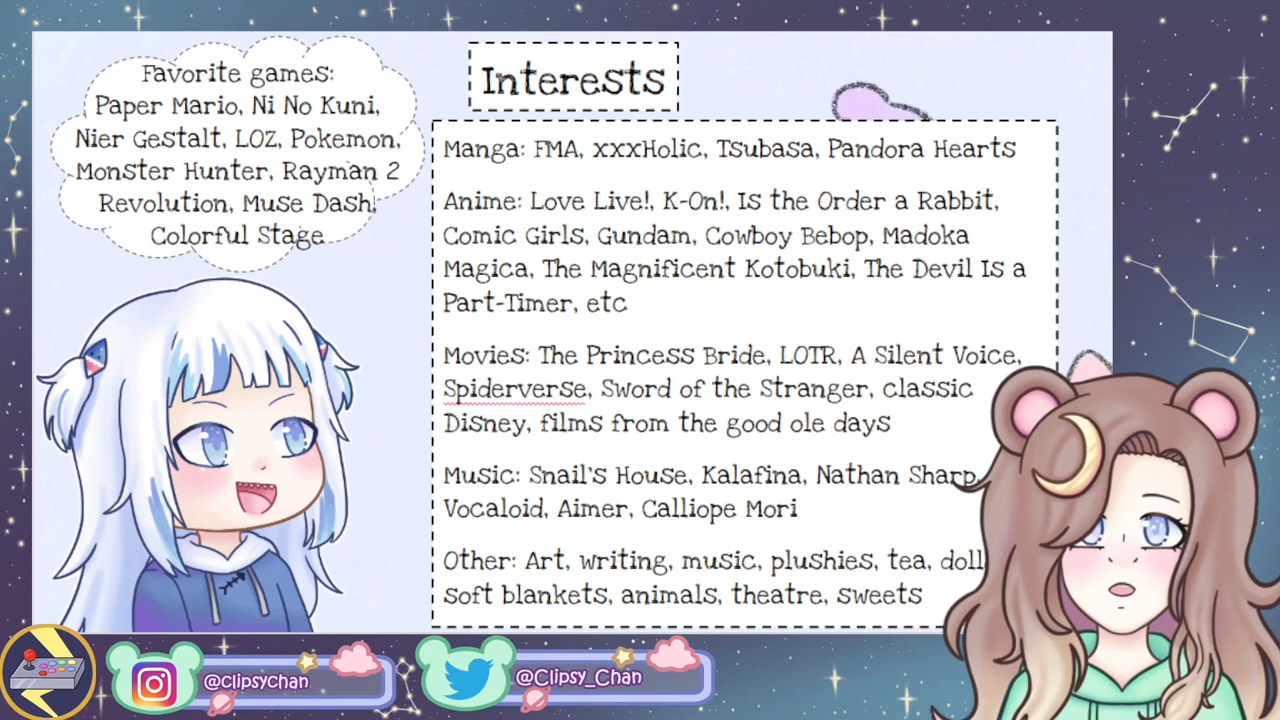 Favorite games:
Paper Mario, Ni No Kuni,
Nier Gestalt, LOZ, Pokemon,
Monster Hunter, Rayman 2
Revolution, Muse Dash,
Colorful Stage
Interests
Manga: FMA, xxxHolic, Tsubasa, Pandora Hearts
Anime: Love Live!, K-On!, Is the Order a Rabbit,
Comic Girls, Gundam, Cowboy Bebop, Madoka
Magica, The Magnificent Kotobuki, The Devil Is a
Part-Timer, etc
Movies: The Princess Bride, LOTR, A Silent Voice,
Spiderverse, Sword of the Stranger, classic
Disney, films from the good ole days
Music: Snail's House, Kalafina, Nathan Sharp,
Vocaloid, Aimer, Calliope Mori
Other: Art, writing, music, plushies, tea, doll
soft blankets, animals, theatre, sweets
@clipsychan
@Clipsy_Chan